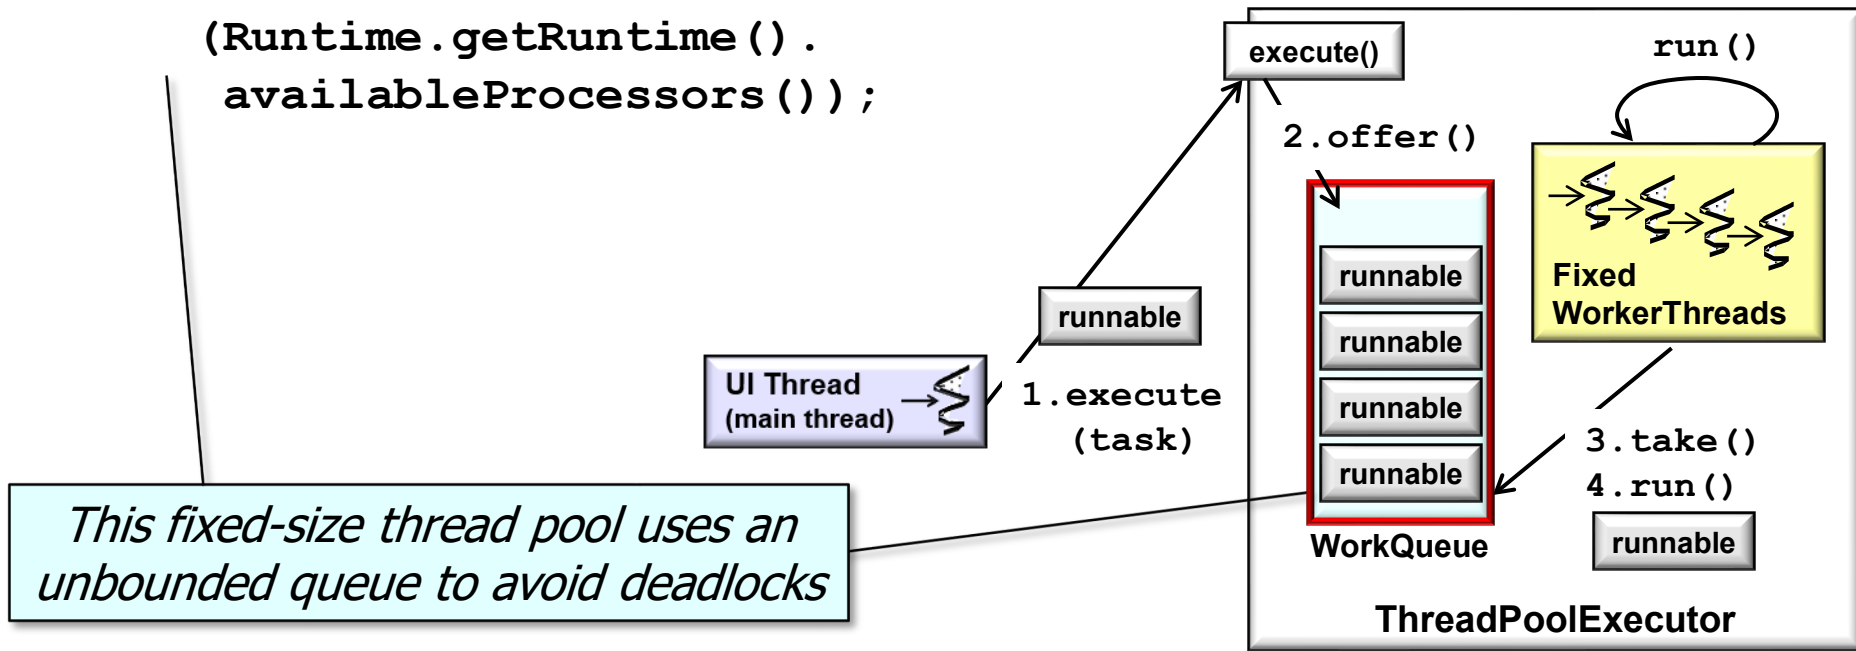 (Runtime.getRuntime().
availableProcessors());
execute()
run()
2.offer()
runnable
runnable
runnable
runnable
WorkQueue
Fixed
WorkerThreads
runnable
UI Thread
(main thread)
1.execute
(task)
3.take()
4.run()
runnable
This fixed-size thread pool uses an
unbounded queue to avoid deadlocks
ThreadPoolExecutor